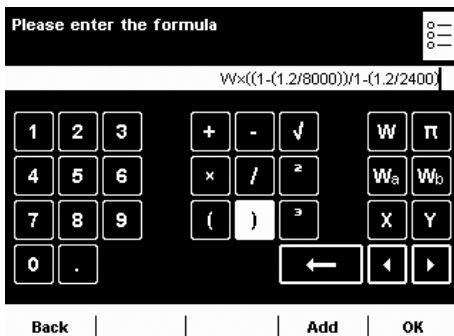 Please enter the formula
W×((1-(1.2/8000))/1-(1.2/2400)
1 2 3 + - √ W π
4 5 6 × / ² Wa Wb
7 8 9 ( ) ³ X Y
0 .
Back Add OK